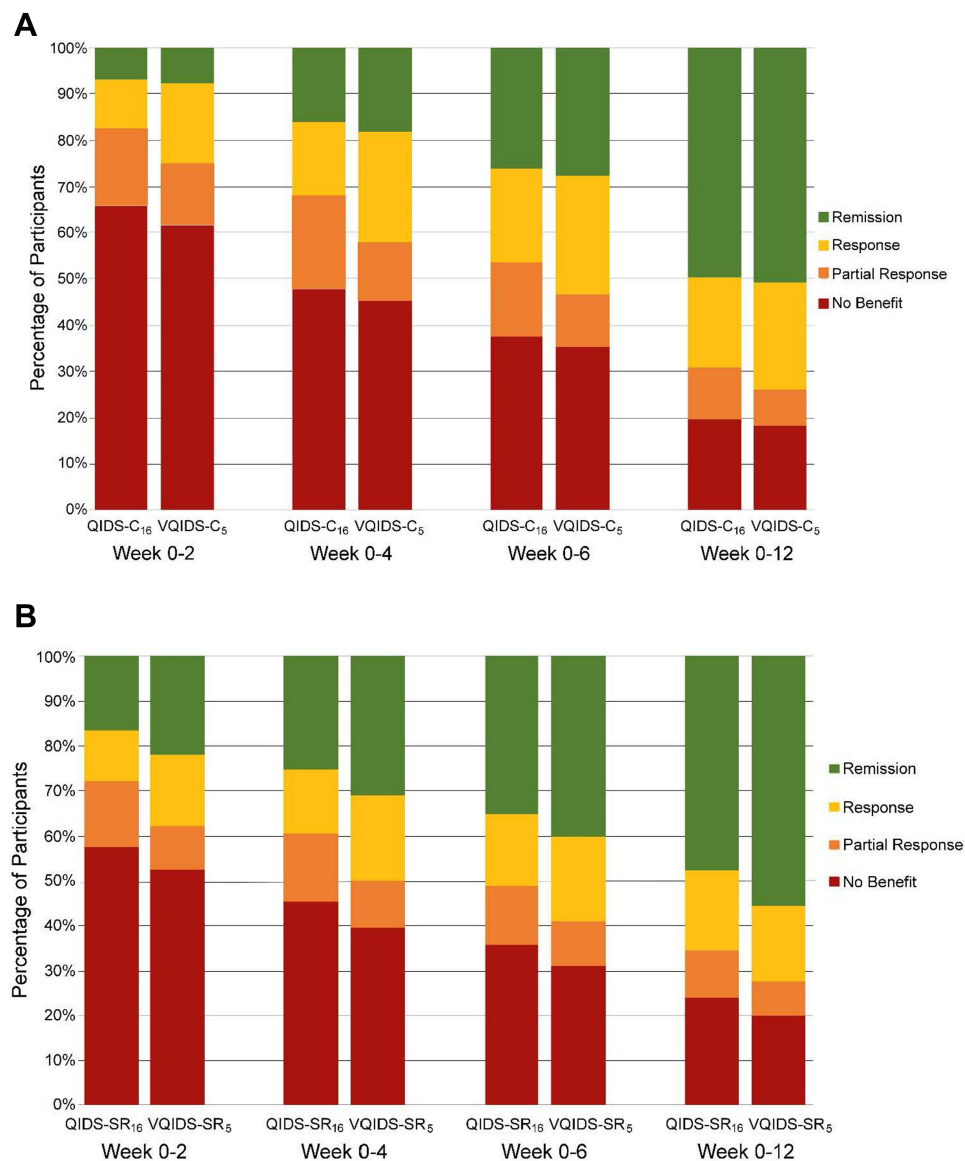 A
100%
90%
80%
70%
60%
50%
40%
30%
20%
10%
0%
Percentage of Participants
QIDS-C₁₆ VQIDS-C₅ QIDS-C₁₆ VQIDS-C₅ QIDS-C₁₆ VQIDS-C₅ QIDS-C₁₆ VQIDS-C₅
Week 0-2 Week 0-4 Week 0-6 Week 0-12
Remission
Response
Partial Response
No Benefit
B
100%
90%
80%
70%
60%
50%
40%
30%
20%
10%
0%
Percentage of Participants
QIDS-SR₁₆ VQIDS-SR₅ QIDS-SR₁₆ VQIDS-SR₅ QIDS-SR₁₆ VQIDS-SR₅ QIDS-SR₁₆ VQIDS-SR₅
Week 0-2 Week 0-4 Week 0-6 Week 0-12
Remission
Response
Partial Response
No Benefit